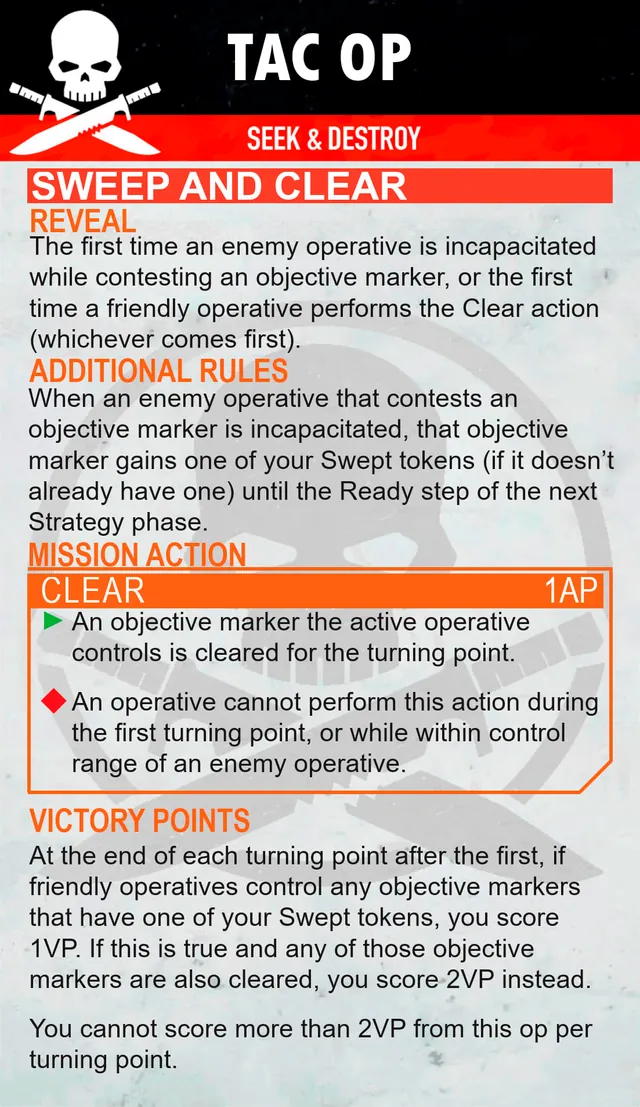 TAC OP
SEEK & DESTROY
SWEEP AND CLEAR
REVEAL
The first time an enemy operative is incapacitated
while contesting an objective marker, or the first
time a friendly operative performs the Clear action
(whichever comes first).
ADDITIONAL RULES
When an enemy operative that contests an
objective marker is incapacitated, that objective
marker gains one of your Swept tokens (if it doesn't
already have one) until the Ready step of the next
Strategy phase.
MISSION ACTION
CLEAR 1AP
An objective marker the active operative
controls is cleared for the turning point.
An operative cannot perform this action during
the first turning point, or while within control
range of an enemy operative.
VICTORY POINTS
At the end of each turning point after the first, if
friendly operatives control any objective markers
that have one of your Swept tokens, you score
1VP. If this is true and any of those objective
markers are also cleared, you score 2VP instead.
You cannot score more than 2VP from this op per
turning point.